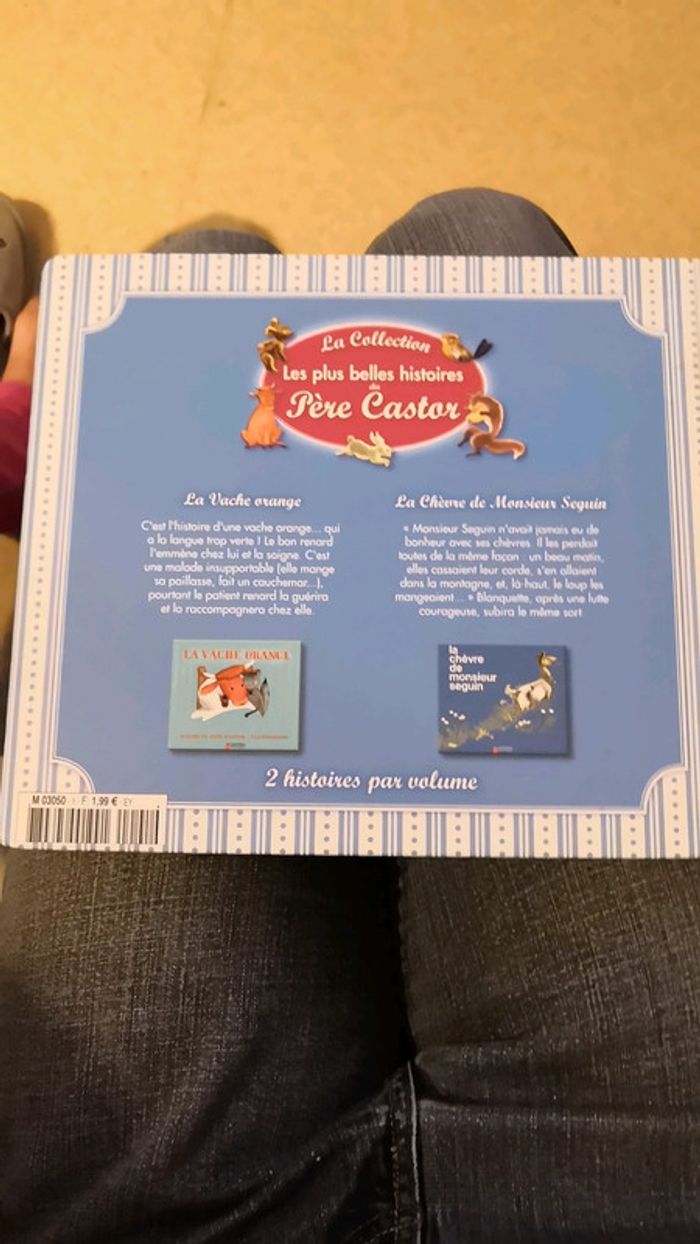 La Collection
Les plus belles histoires
du
Père Castor
La Vache orange
C'est l'histoire d'une vache orange... qui
a la langue trop verte ! Le bon renard
l'emmène chez lui et la soigne. C'est
une malade insupportable (elle mange
sa paillasse, fait un cauchemar...),
pourtant le patient renard la guérira
et la raccompagnera chez elle.
La Chèvre de Monsieur Seguin
« Monsieur Seguin n'avait jamais eu de
bonheur avec ses chèvres. Il les perdait
toutes de la même façon : un beau matin,
elles cassaient leur corde, s'en allaient
dans la montagne, et, là-haut, le loup les
mangeaient... » Blanquette, après une lutte
courageuse, subira le même sort.
LA VACHE ORANGE
la
chèvre
de
monsieur
seguin
2 histoires par volume
M 03050 - 1 - F: 1,99 € - EY